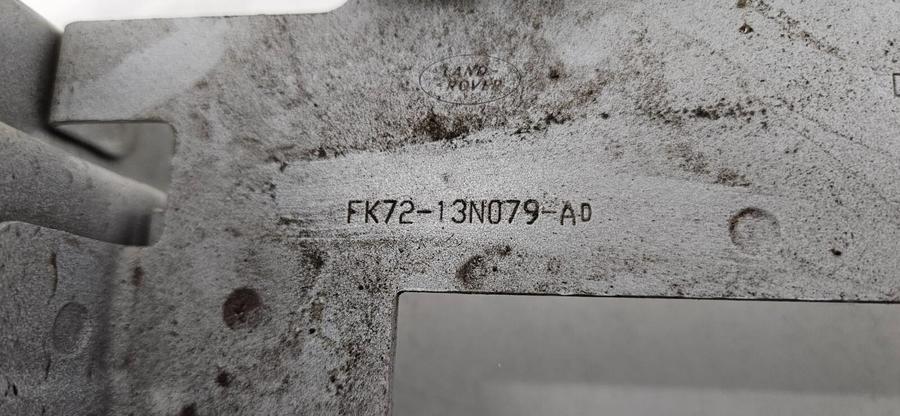 LAND-
-ROVER
FK72-13N079-AD